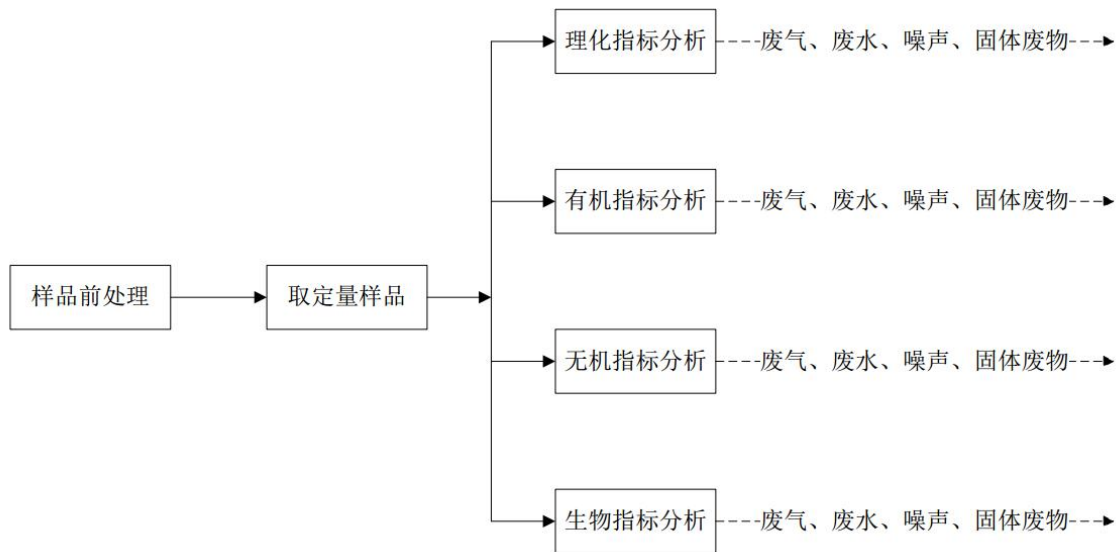 理化指标分析
废气、废水、噪声、固体废物
有机指标分析
废气、废水、噪声、固体废物
样品前处理
取定量样品
无机指标分析
废气、废水、噪声、固体废物
生物指标分析
废气、废水、噪声、固体废物